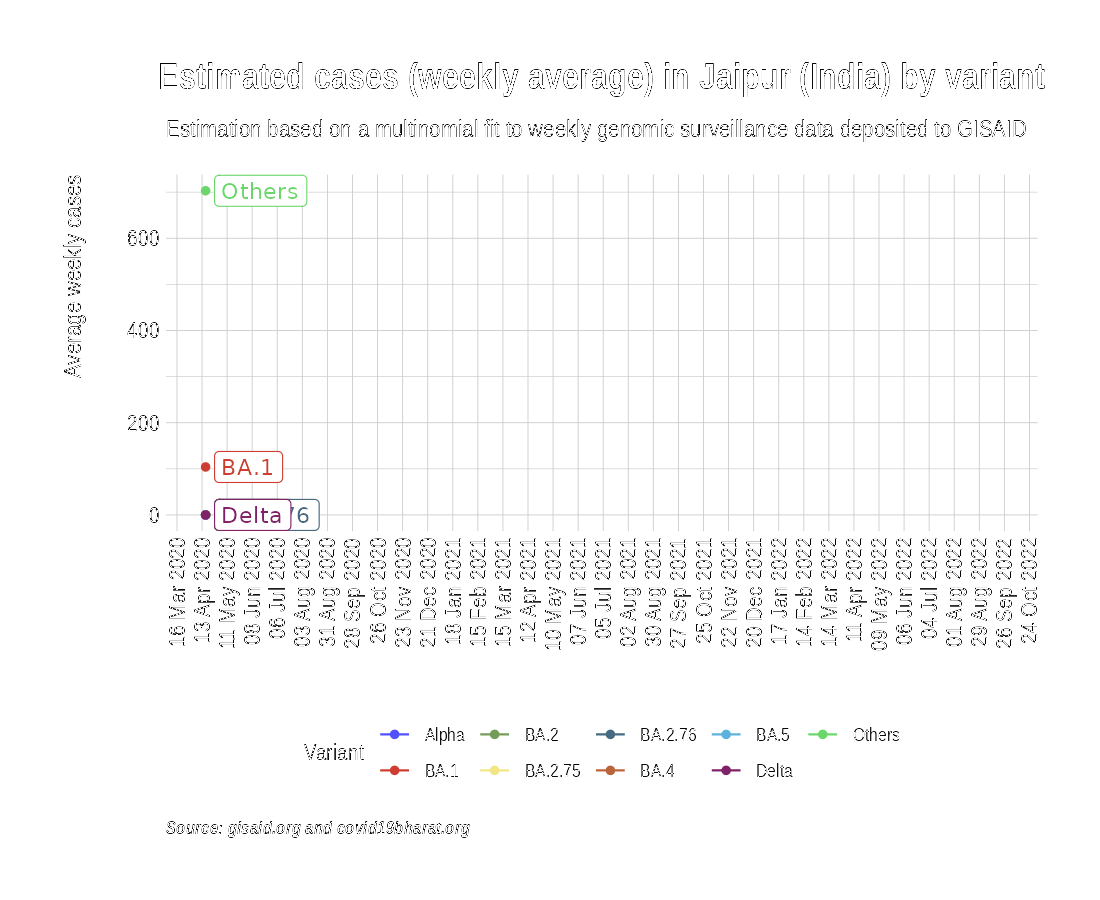 Estimated cases (weekly average) in Jaipur (India) by variant
Estimation based on a multinomial fit to weekly genomic surveillance data deposited to GISAID
Average weekly cases
600
400
200
0
Others
BA.1
Delta
76
16 Mar 2020
13 Apr 2020
11 May 2020
08 Jun 2020
06 Jul 2020
03 Aug 2020
31 Aug 2020
28 Sep 2020
26 Oct 2020
23 Nov 2020
21 Dec 2020
18 Jan 2021
15 Feb 2021
15 Mar 2021
12 Apr 2021
10 May 2021
07 Jun 2021
05 Jul 2021
02 Aug 2021
30 Aug 2021
27 Sep 2021
25 Oct 2021
22 Nov 2021
20 Dec 2021
17 Jan 2022
14 Feb 2022
14 Mar 2022
11 Apr 2022
09 May 2022
06 Jun 2022
04 Jul 2022
01 Aug 2022
29 Aug 2022
26 Sep 2022
24 Oct 2022
Variant
Alpha BA.2 BA.2.76 BA.5 Others
BA.1 BA.2.75 BA.4 Delta
Source: gisaid.org and covid19bharat.org